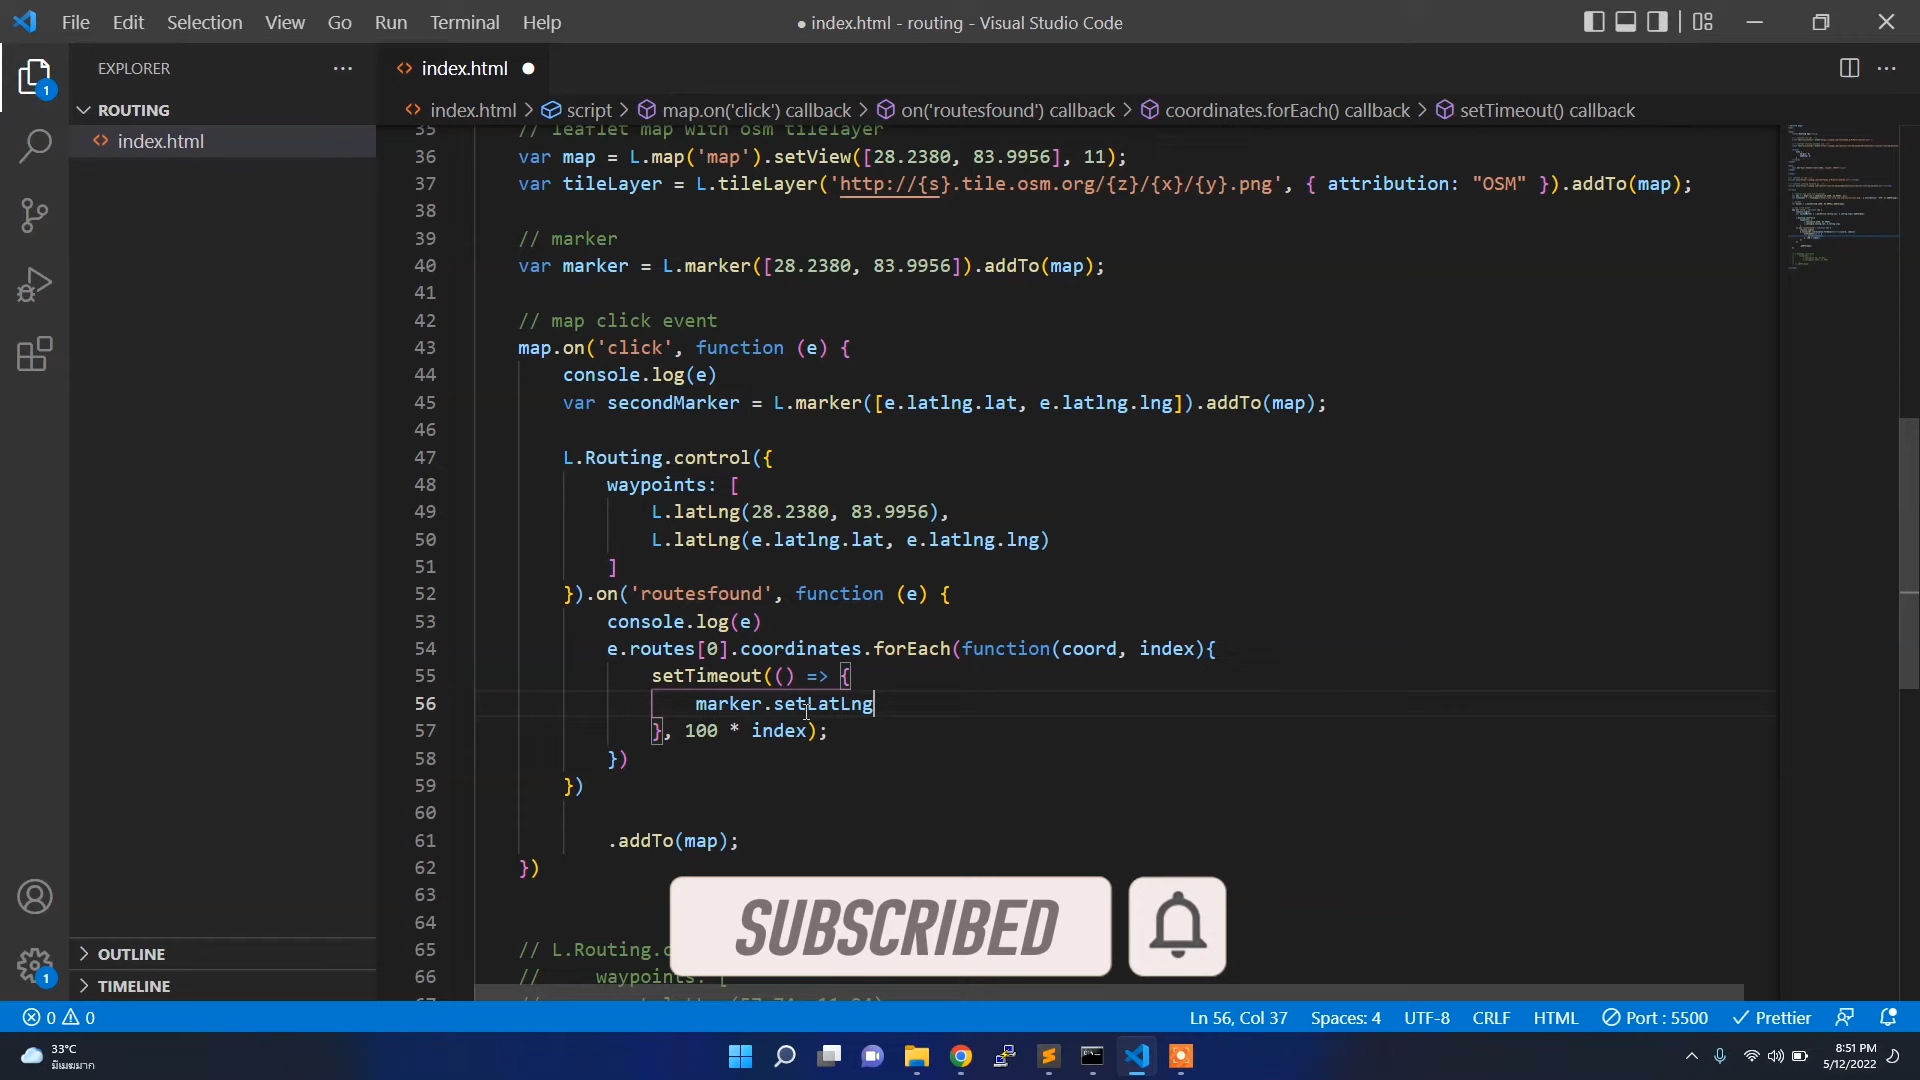 File Edit Selection View Go Run Terminal Help
● index.html - routing - Visual Studio Code
EXPLORER
ROUTING
index.html
OUTLINE
TIMELINE
1
1
index.html
index.html > script > map.on('click') callback > on('routesfound') callback > coordinates.forEach() callback > setTimeout() callback
35 // leaflet map with osm tilelayer
36 var map = L.map('map').setView([28.2380, 83.9956], 11);
37 var tileLayer = L.tileLayer('http://{s}.tile.osm.org/{z}/{x}/{y}.png', { attribution: "OSM" }).addTo(map);
38
39 // marker
40 var marker = L.marker([28.2380, 83.9956]).addTo(map);
41
42 // map click event
43 map.on('click', function (e) {
44 console.log(e)
45 var secondMarker = L.marker([e.latlng.lat, e.latlng.lng]).addTo(map);
46
47 L.Routing.control({
48 waypoints: [
49 L.latLng(28.2380, 83.9956),
50 L.latLng(e.latlng.lat, e.latlng.lng)
51 ]
52 }).on('routesfound', function (e) {
53 console.log(e)
54 e.routes[0].coordinates.forEach(function(coord, index){
55 setTimeout(() => {
56 marker.setLatLng
57 }, 100 * index);
58 })
59 })
60
61 .addTo(map);
62 })
63
64
65 // L.Routing.c
66 // waypoints: [
SUBSCRIBED
0 0
Ln 56, Col 37 Spaces: 4 UTF-8 CRLF HTML Port : 5500 Prettier
33°C
8:51 PM
5/12/2022